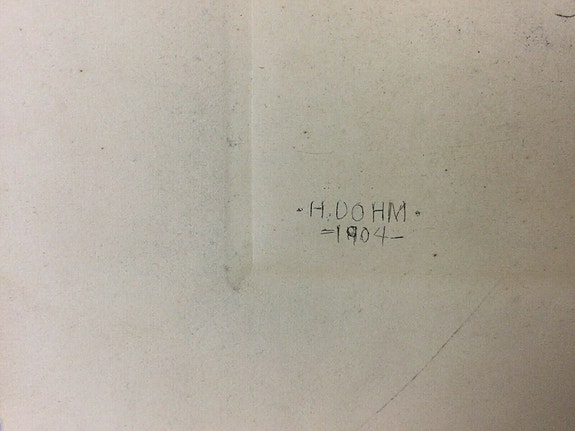 · H. DOHM ·
=1904–